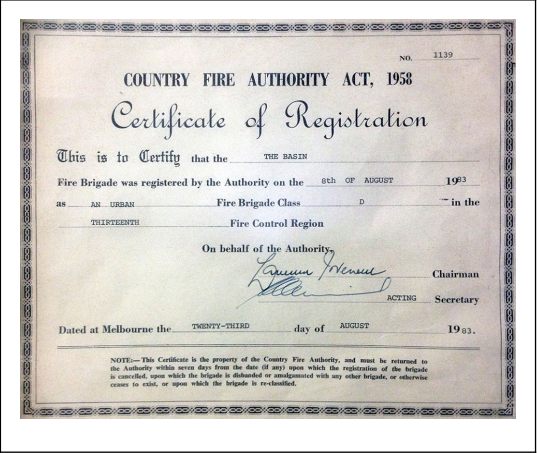 NO. 1139
COUNTRY FIRE AUTHORITY ACT, 1958
Certificate of Registration
This is to Certify that the THE BASIN
Fire Brigade was registered by the Authority on the 8th OF AUGUST 1983
as AN URBAN Fire Brigade Class D in the
THIRTEENTH Fire Control Region
On behalf of the Authority,
Chairman
ACTING Secretary
Dated at Melbourne the TWENTY-THIRD day of AUGUST 1983.
NOTE:—This Certificate is the property of the Country Fire Authority, and must be returned to
the Authority within seven days from the date (if any) upon which the registration of the brigade
is cancelled, upon which the brigade is disbanded or amalgamated with any other brigade, or otherwise
ceases to exist, or upon which the brigade is re-classified.